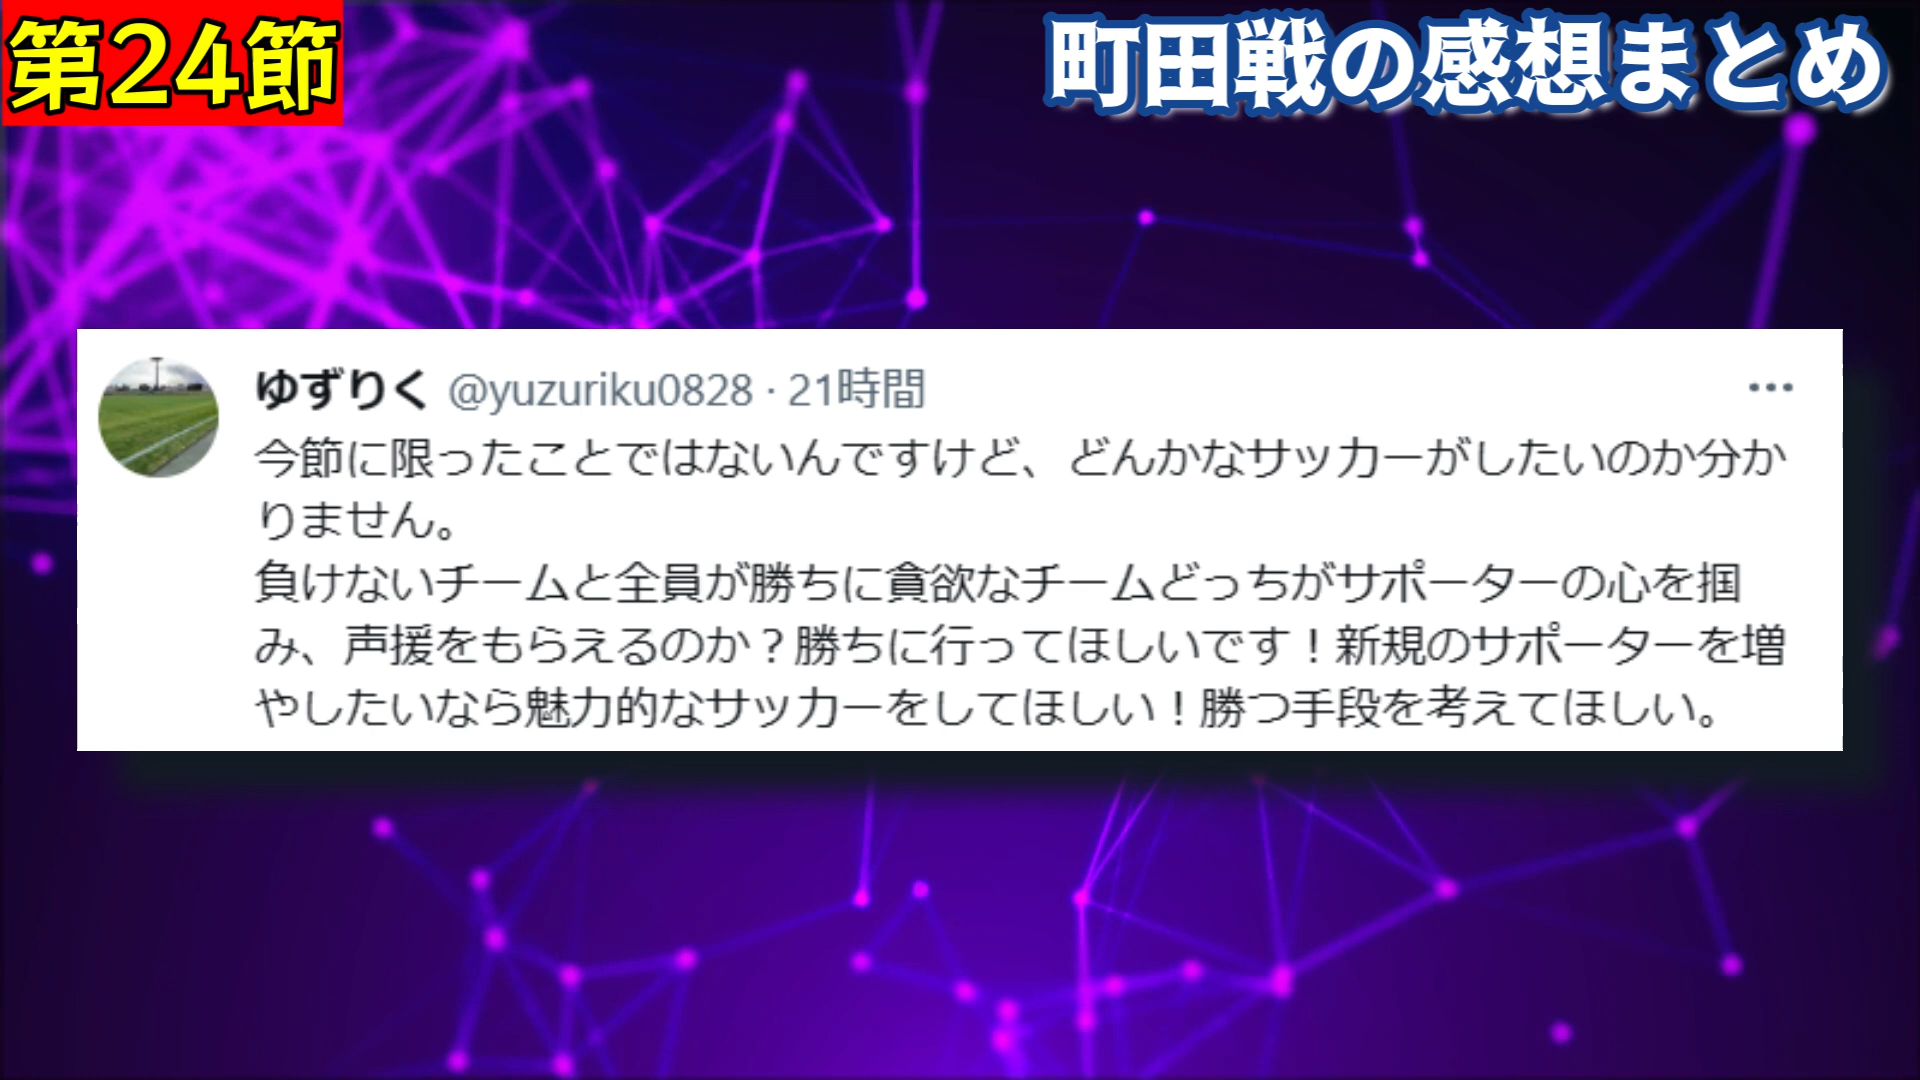 第24節
町田戦の感想まとめ
ゆずりく @yuzuriku0828 · 21時間
今節に限ったことではないんですけど、どんかなサッカーがしたいのか分か
りません。
負けないチームと全員が勝ちに貪欲なチームどっちがサポーターの心を掴
み、声援をもらえるのか？勝ちに行ってほしいです！新規のサポーターを増
やしたいなら魅力的なサッカーをしてほしい！勝つ手段を考えてほしい。